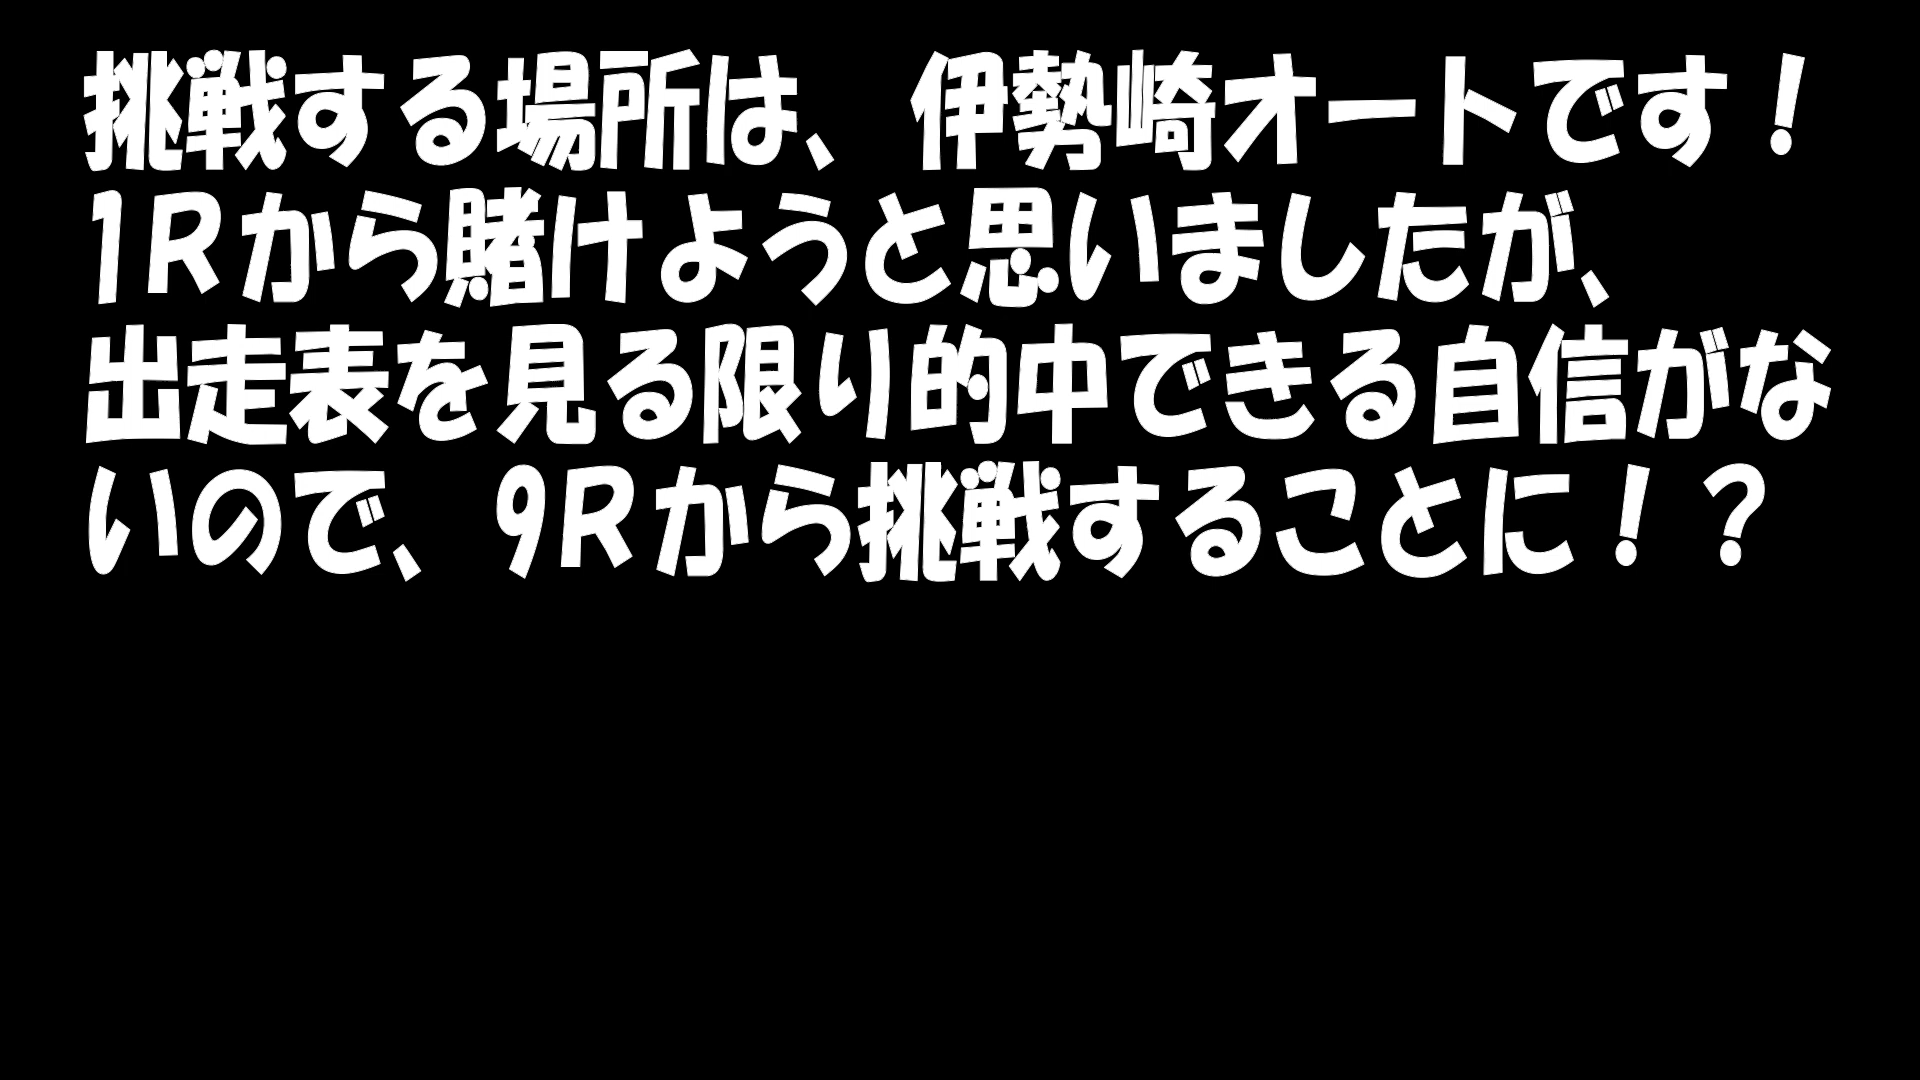 挑戦する場所は、伊勢崎オートです！
1Rから賭けようと思いましたが、
出走表を見る限り的中できる自信がな
いので、9Rから挑戦することに！？